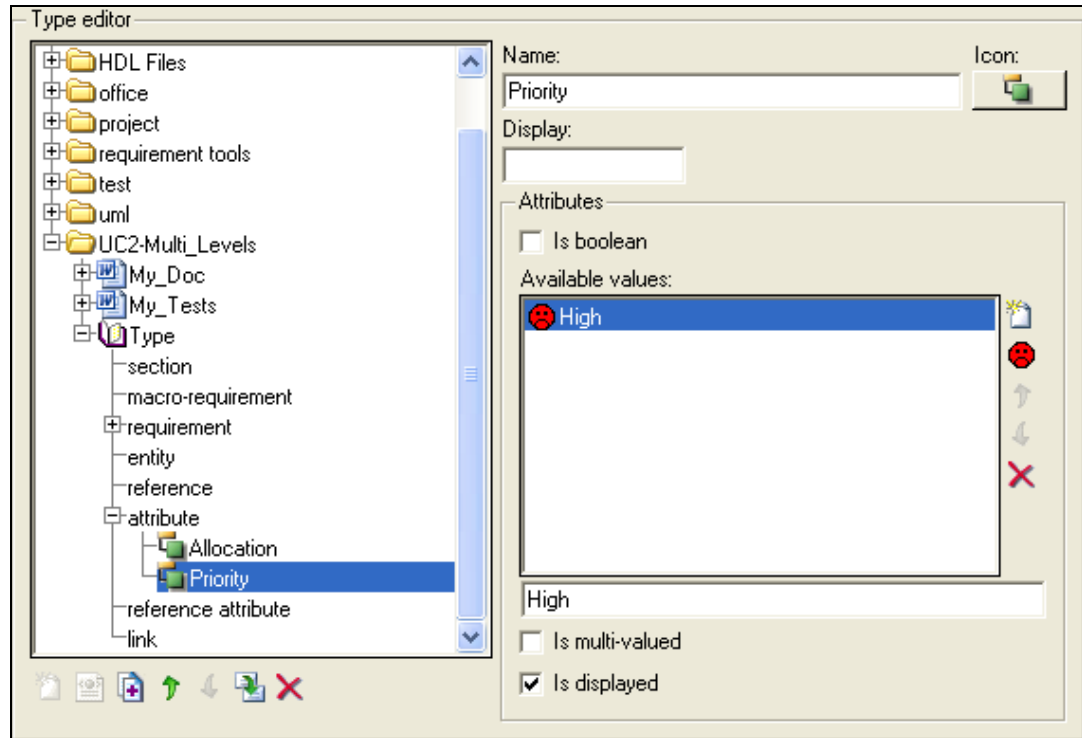 Type editor
HDL Files
office
project
requirement tools
test
uml
UC2-Multi_Levels
My_Doc
My_Tests
Type
section
macro-requirement
requirement
entity
reference
attribute
Allocation
Priority
reference attribute
link
Name:
Icon:
Priority
Display:
Attributes
Is boolean
Available values:
High
High
Is multi-valued
Is displayed